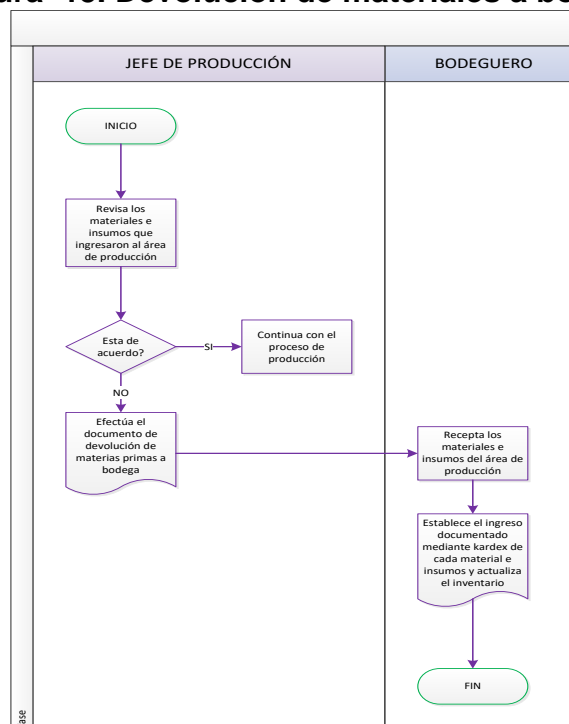 Devolución de materiales a
JEFE DE PRODUCCIÓN
BODEGUERO
INICIO
Revisa los
materiales e
insumos que
ingresaron al área
de producción
Esta de
acuerdo?
SI
Continua con el
proceso de
producción
NO
Efectúa el
documento de
devolución de
materias primas a
bodega
Recepta los
materiales e
insumos del área de
producción
Establece el ingreso
documentado
mediante kardex de
cada material e
insumos y actualiza
el inventario
FIN